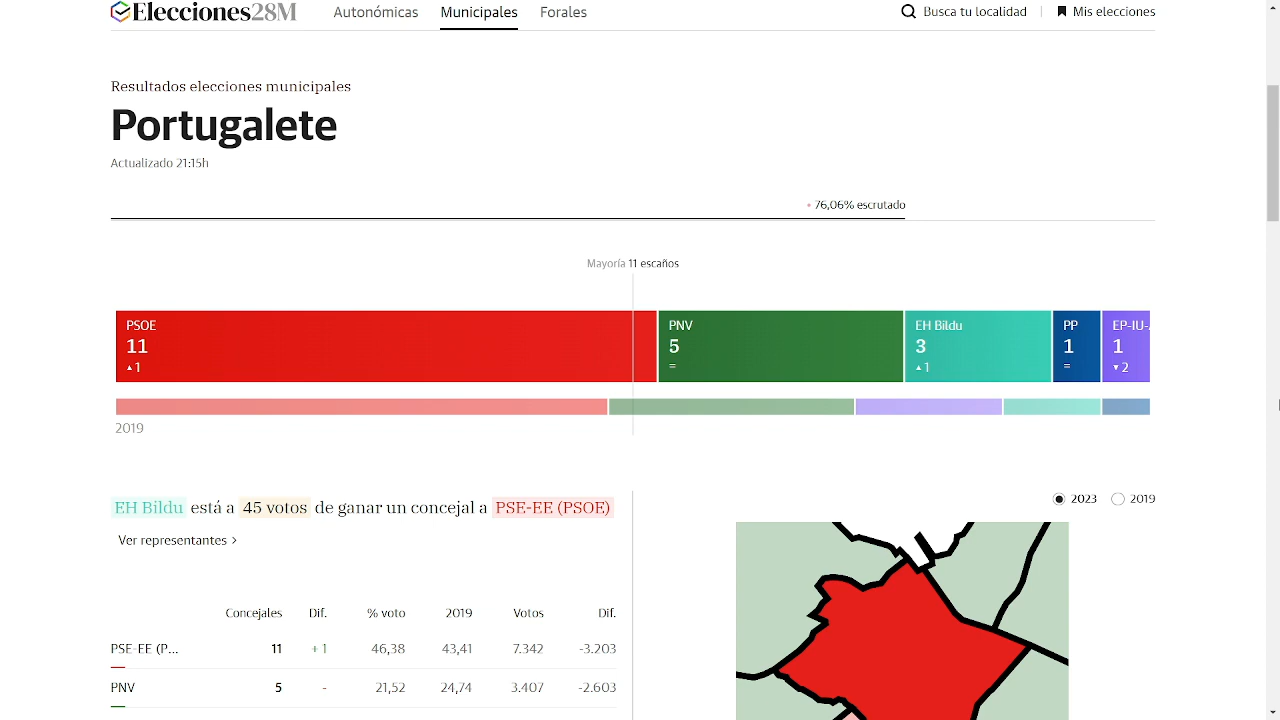 Elecciones28M
Autonómicas
Municipales
Forales
Busca tu localidad
Mis elecciones
Resultados elecciones municipales
Portugalete
Actualizado 21:15h
76,06% escrutado
Mayoría 11 escaños
PSOE
11
▲1
PNV
5
=
EH Bildu
3
▲1
PP
1
=
EP-IU-
1
▼2
2019
EH Bildu está a 45 votos de ganar un concejal a PSE-EE (PSOE)
Ver representantes >
2023 2019
Concejales Dif. % voto 2019 Votos Dif.
PSE-EE (P... 11 +1 46,38 43,41 7.342 -3.203
PNV 5 - 21,52 24,74 3.407 -2.603